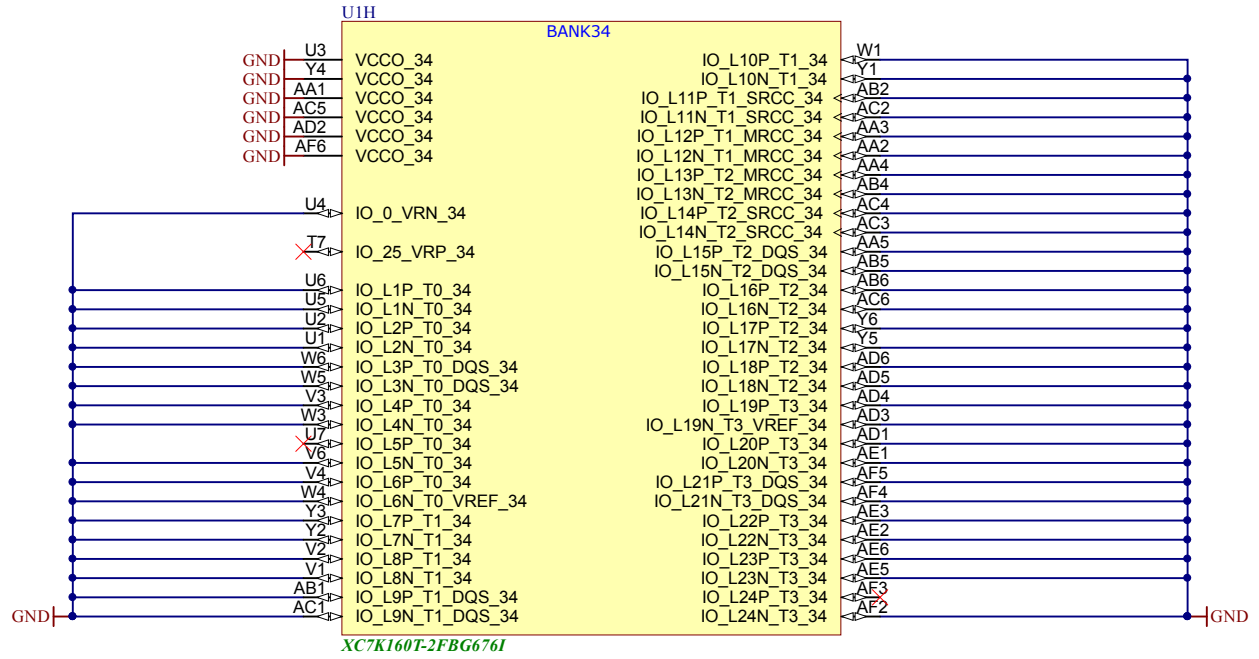 U1H
BANK34
GND U3 VCCO_34 IO_L10P_T1_34 W1
GND Y4 VCCO_34 IO_L10N_T1_34 Y1
GND AA1 VCCO_34 IO_L11P_T1_SRCC_34 AB2
GND AC5 VCCO_34 IO_L11N_T1_SRCC_34 AC2
GND AD2 VCCO_34 IO_L12P_T1_MRCC_34 AA3
GND AF6 VCCO_34 IO_L12N_T1_MRCC_34 AA2
IO_L13P_T2_MRCC_34 AA4
IO_L13N_T2_MRCC_34 AB4
U4 IO_0_VRN_34 IO_L14P_T2_SRCC_34 AC4
IO_L14N_T2_SRCC_34 AC3
T7 IO_25_VRP_34 IO_L15P_T2_DQS_34 AA5
IO_L15N_T2_DQS_34 AB5
U6 IO_L1P_T0_34 IO_L16P_T2_34 AB6
U5 IO_L1N_T0_34 IO_L16N_T2_34 AC6
U2 IO_L2P_T0_34 IO_L17P_T2_34 Y6
U1 IO_L2N_T0_34 IO_L17N_T2_34 Y5
W6 IO_L3P_T0_DQS_34 IO_L18P_T2_34 AD6
W5 IO_L3N_T0_DQS_34 IO_L18N_T2_34 AD5
V3 IO_L4P_T0_34 IO_L19P_T3_34 AD4
W3 IO_L4N_T0_34 IO_L19N_T3_VREF_34 AD3
U7 IO_L5P_T0_34 IO_L20P_T3_34 AD1
V6 IO_L5N_T0_34 IO_L20N_T3_34 AE1
V4 IO_L6P_T0_34 IO_L21P_T3_DQS_34 AF5
W4 IO_L6N_T0_VREF_34 IO_L21N_T3_DQS_34 AF4
Y3 IO_L7P_T1_34 IO_L22P_T3_34 AE3
Y2 IO_L7N_T1_34 IO_L22N_T3_34 AE2
V2 IO_L8P_T1_34 IO_L23P_T3_34 AE6
V1 IO_L8N_T1_34 IO_L23N_T3_34 AE5
AB1 IO_L9P_T1_DQS_34 IO_L24P_T3_34 AF3
GND AC1 IO_L9N_T1_DQS_34 IO_L24N_T3_34 AF2 GND
XC7K160T-2FBG676I